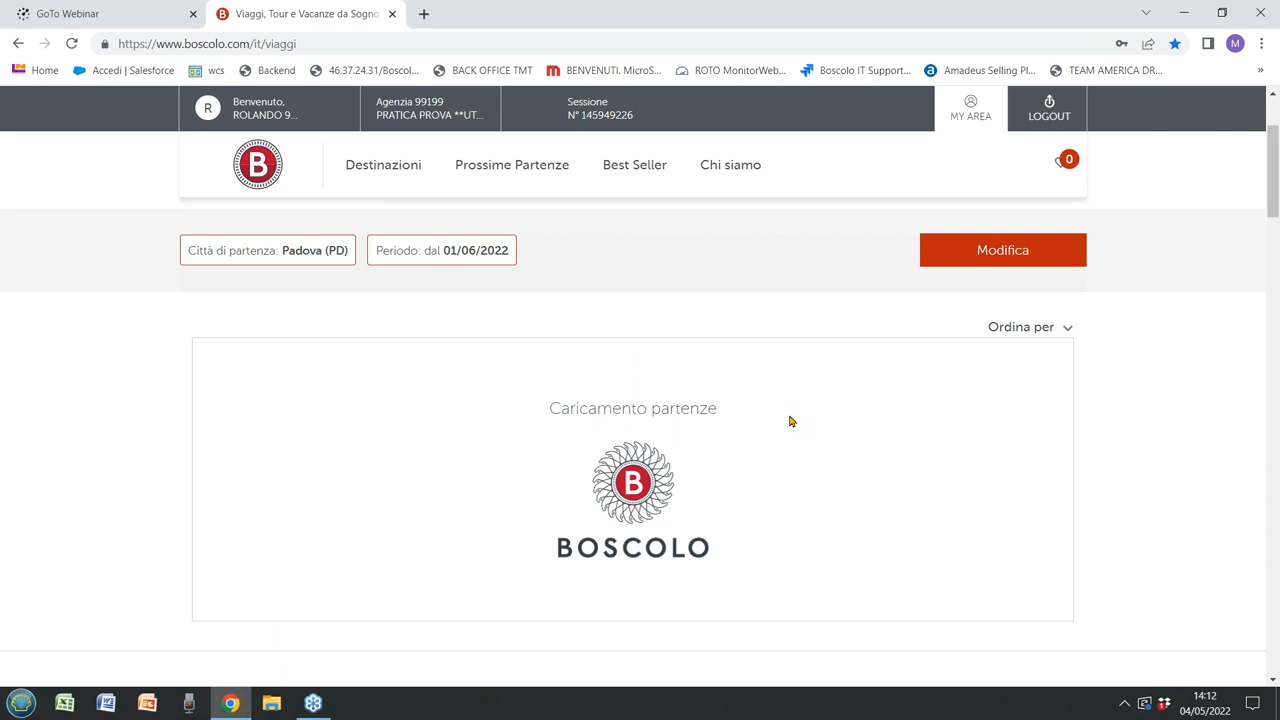 GoTo Webinar
Viaggi, Tour e Vacanze da Sogno
https://www.boscolo.com/it/viaggi
M
Home
Accedi | Salesforce
wcs
Backend
46.37.24.31/Boscol...
BACK OFFICE TMT
BENVENUTI. MicroS...
ROTO MonitorWeb...
Boscolo IT Support...
Amadeus Selling Pl...
TEAM AMERICA DR...
»
R
Benvenuto,
ROLANDO 9...
Agenzia 99199
PRATICA PROVA **UT...
Sessione
N° 145949226
MY AREA
LOGOUT
B
Destinazioni
Prossime Partenze
Best Seller
Chi siamo
0
Città di partenza: Padova (PD)
Periodo: dal 01/06/2022
Modifica
Ordina per
Caricamento partenze
B
BOSCOLO
14:12
04/05/2022